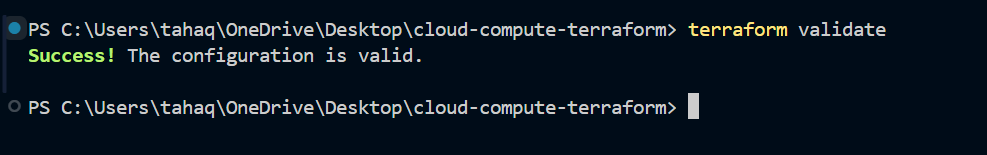 PS C:\Users\tahaq\OneDrive\Desktop\cloud-compute-terraform> terraform validate
Success! The configuration is valid.
PS C:\Users\tahaq\OneDrive\Desktop\cloud-compute-terraform>